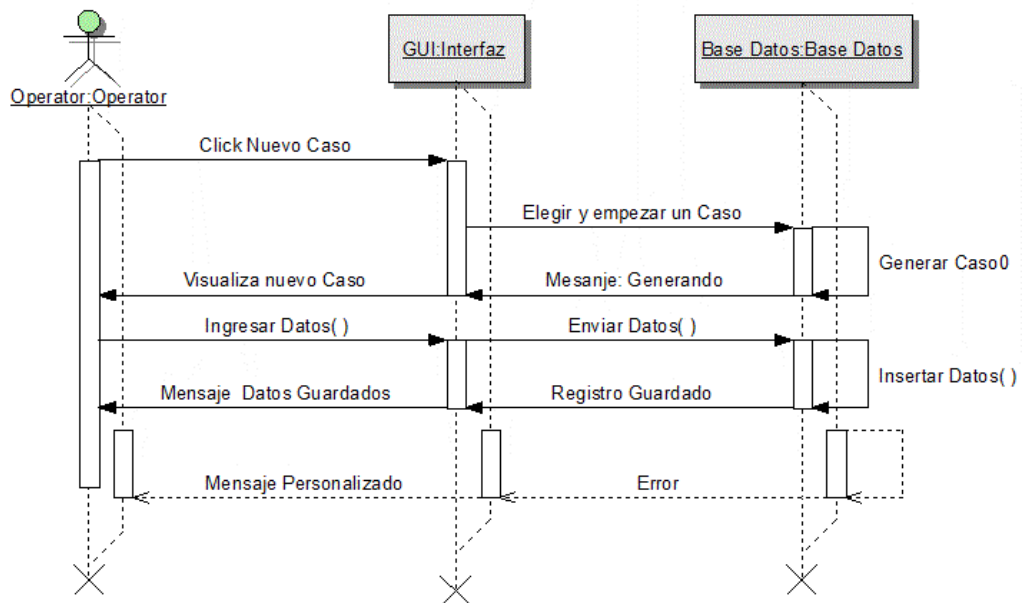 GUI:Interfaz
Base Datos:Base Datos
Operator:Operator
Click Nuevo Caso
Elegir y empezar un Caso
Generar Caso0
Visualiza nuevo Caso
Mesanje: Generando
Ingresar Datos( )
Enviar Datos( )
Insertar Datos( )
Mensaje Datos Guardados
Registro Guardado
Mensaje Personalizado
Error